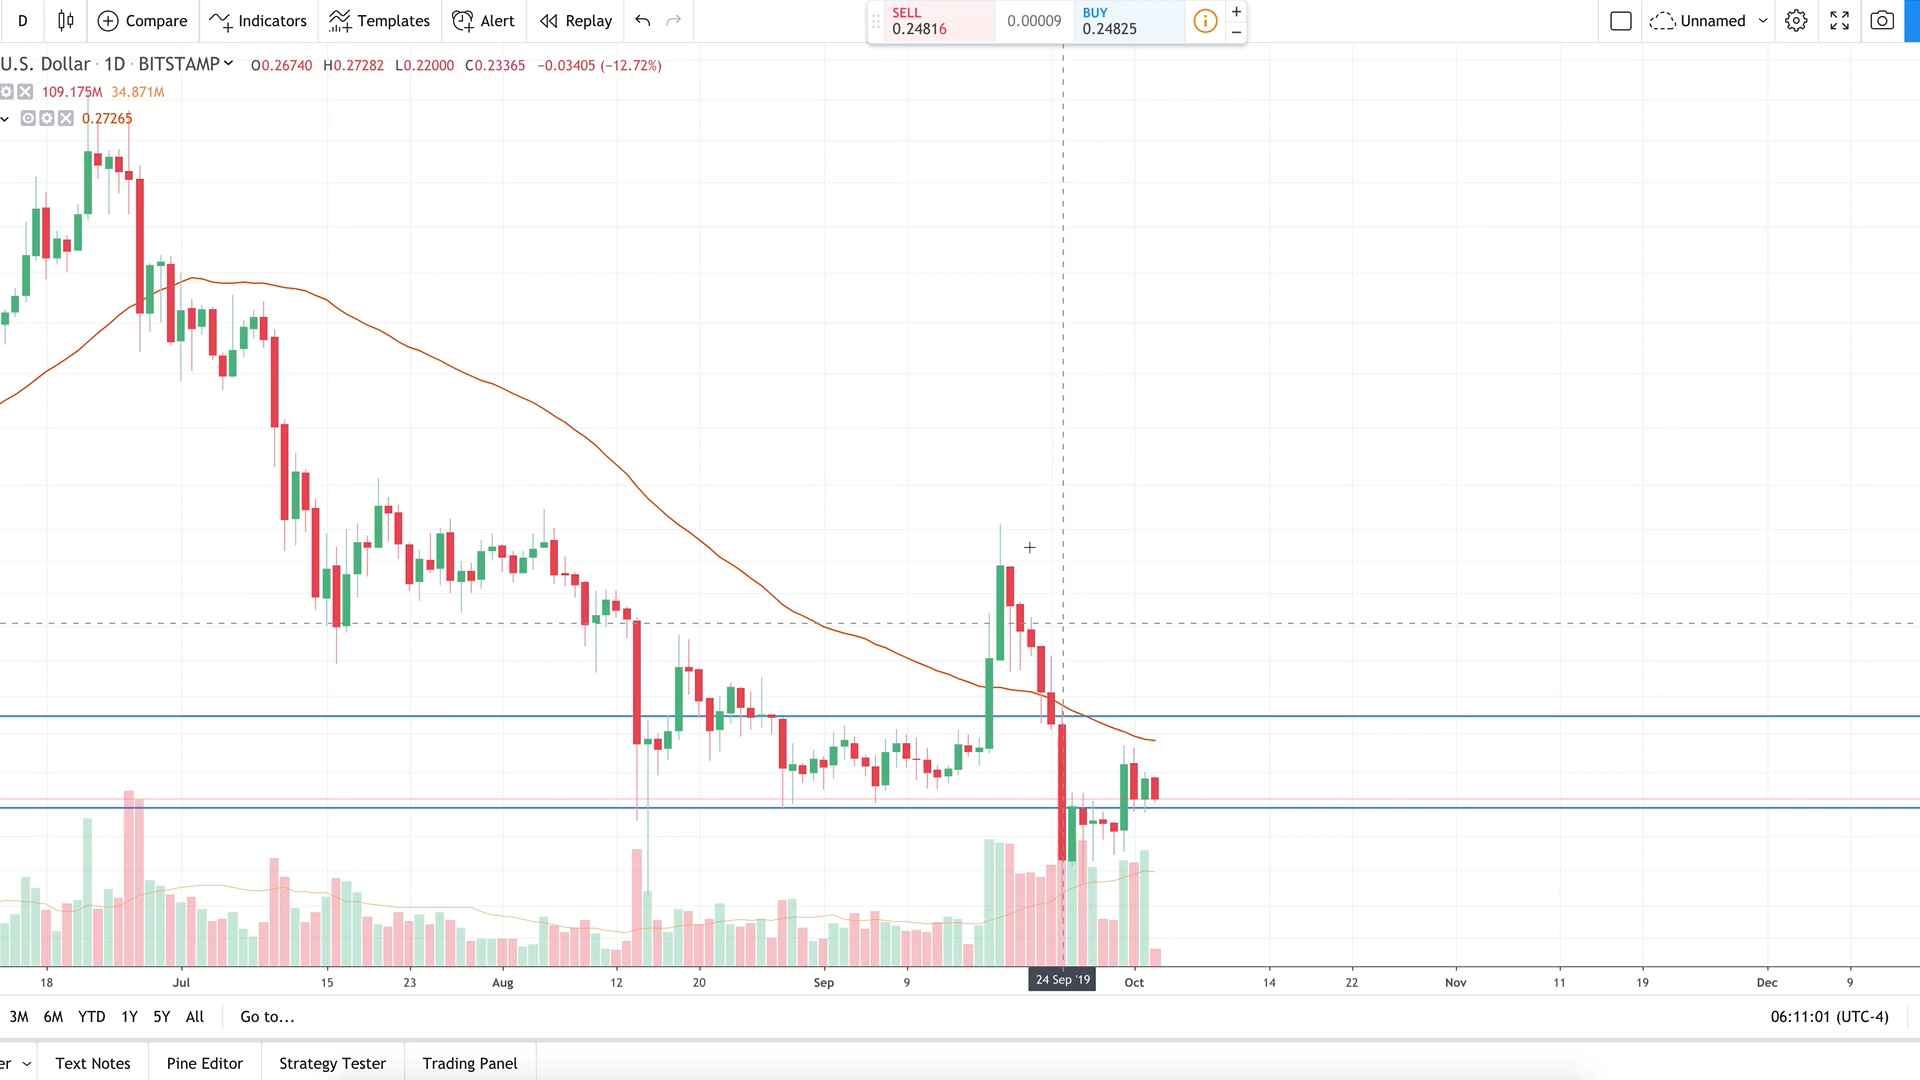 D Compare Indicators Templates Alert Replay SELL 0.24816 0.00009 BUY 0.24825 Unnamed
U.S. Dollar · 1D · BITSTAMP O0.26740 H0.27282 L0.22000 C0.23365 −0.03405 (−12.72%)
109.175M 34.871M
0.27265
18 Jul 15 23 Aug 12 20 Sep 9 24 Sep '19 Oct 14 22 Nov 11 19 Dec 9
3M 6M YTD 1Y 5Y All Go to... 06:11:01 (UTC-4)
er Text Notes Pine Editor Strategy Tester Trading Panel